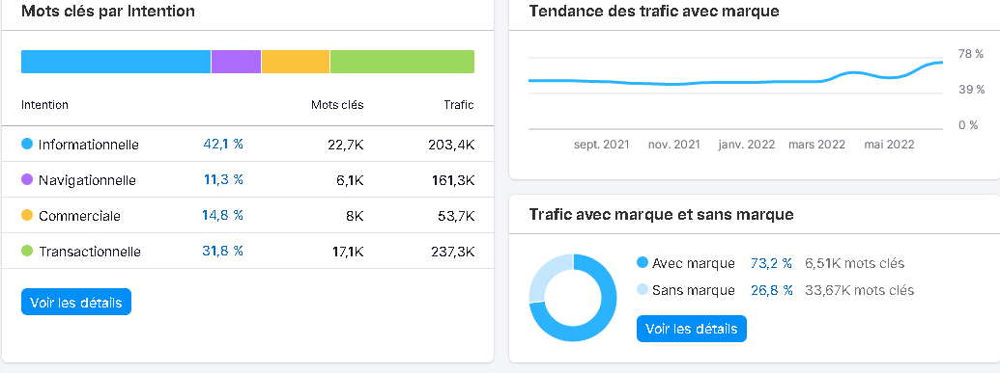 Mots clés par Intention
Intention Mots clés Trafic
Informationnelle 42,1 % 22,7K 203,4K
Navigationnelle 11,3 % 6,1K 161,3K
Commerciale 14,8 % 8K 53,7K
Transactionnelle 31,8 % 17,1K 237,3K
Voir les détails
Tendance des trafic avec marque
78 %
39 %
0 %
sept. 2021 nov. 2021 janv. 2022 mars 2022 mai 2022
Trafic avec marque et sans marque
Avec marque 73,2 % 6,51K mots clés
Sans marque 26,8 % 33,67K mots clés
Voir les détails